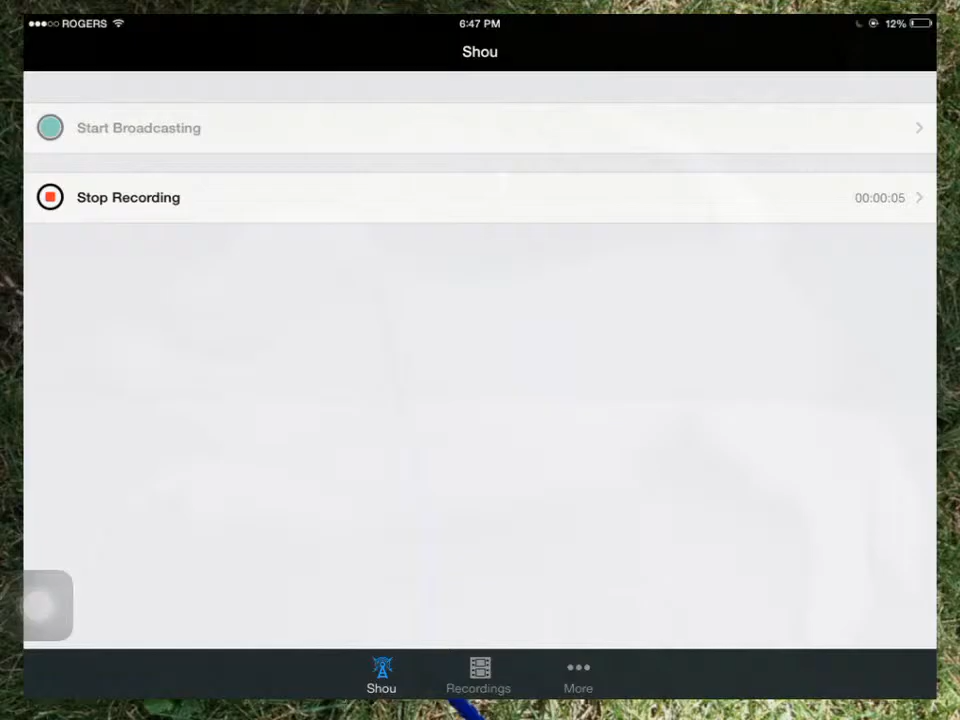 ROGERS 6:47 PM 12%
Shou
Start Broadcasting
Stop Recording 00:00:05
Shou Recordings More